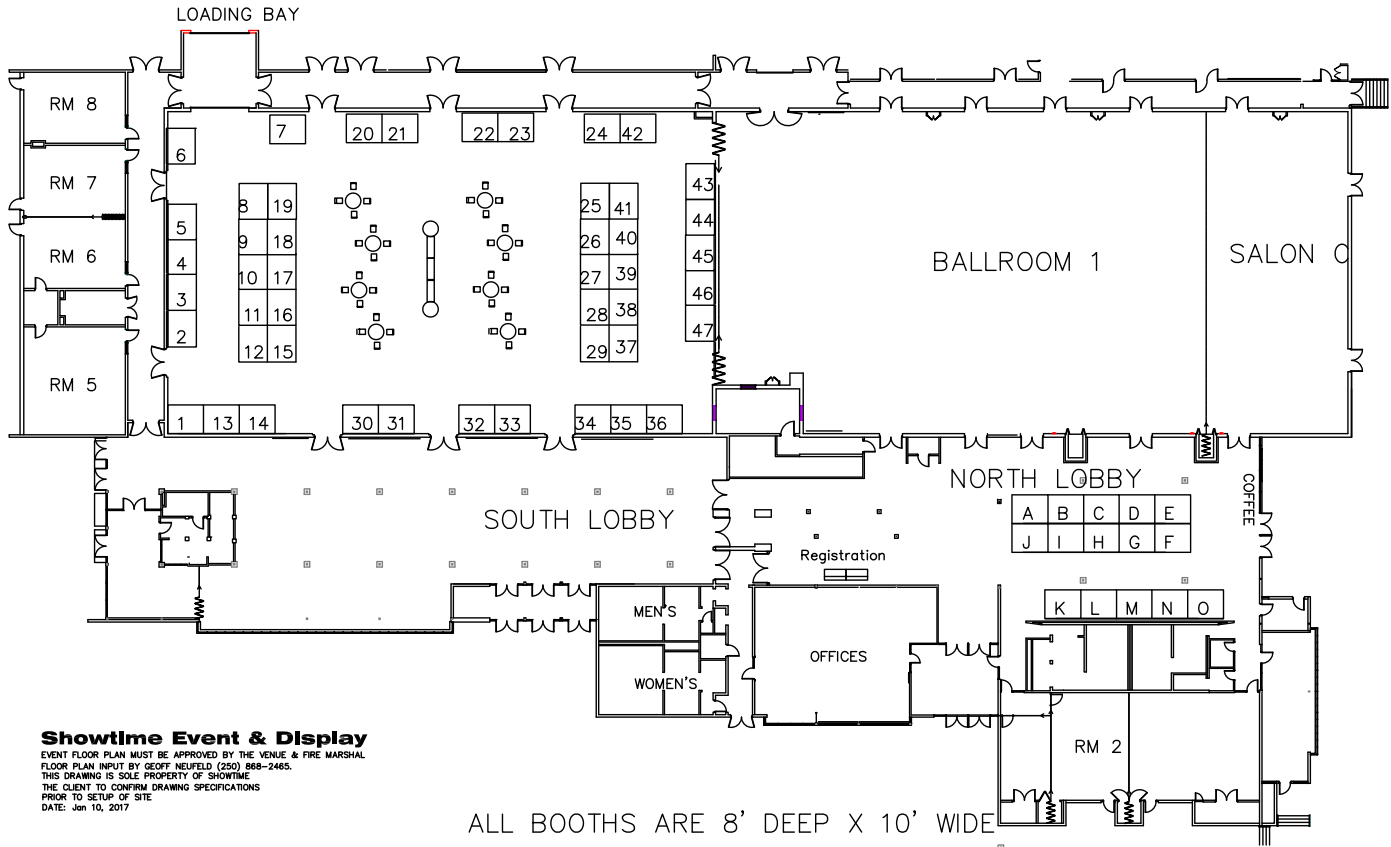 LOADING BAY
RM 8
7
20 21
22 23
24 42
6
RM 7
43
8 19
25 41
44
5
9 18
26 40
45
4
RM 6
10 17
27 39
46
3
11 16
28 38
47
2
12 15
29 37
RM 5
BALLROOM 1
SALON C
1 13 14
30 31
32 33
34 35 36
NORTH LOBBY
COFFEE
SOUTH LOBBY
A B C D E
J I H G F
Registration
K L M N O
MEN'S
OFFICES
WOMEN'S
RM 2
Showtime Event & Display
EVENT FLOOR PLAN MUST BE APPROVED BY THE VENUE & FIRE MARSHAL
FLOOR PLAN INPUT BY GEOFF NEUFELD (250) 868-2465.
THIS DRAWING IS SOLE PROPERTY OF SHOWTIME
THE CLIENT TO CONFIRM DRAWING SPECIFICATIONS
PRIOR TO SETUP OF SITE
DATE: Jan 10, 2017
ALL BOOTHS ARE 8' DEEP X 10' WIDE